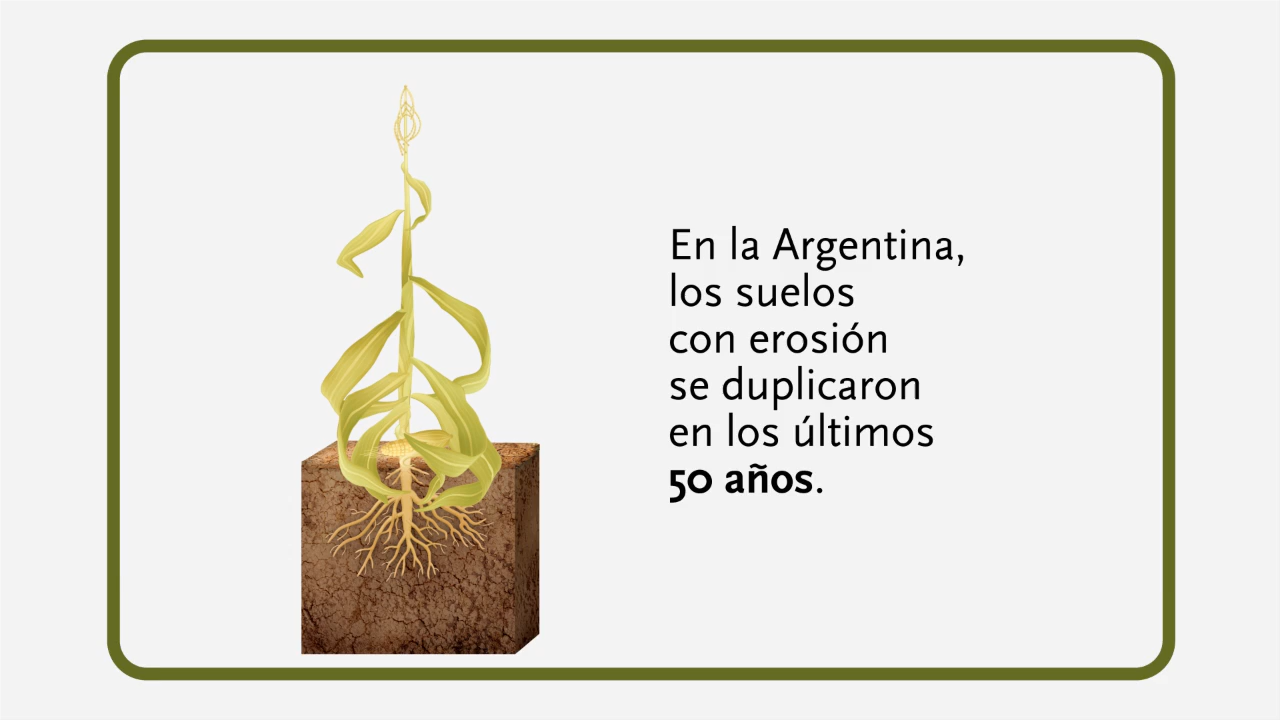 En la Argentina,
los suelos
con erosión
se duplicaron
en los últimos
50 años.